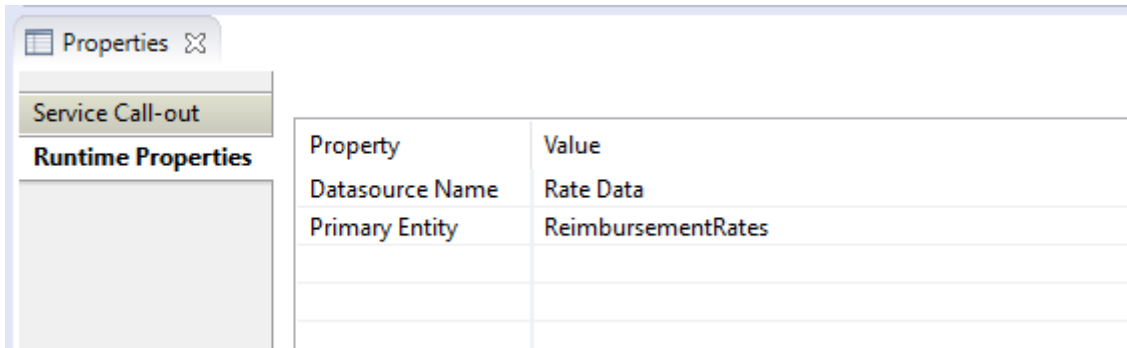 Properties
Service Call-out
Runtime Properties
Property Value
Datasource Name Rate Data
Primary Entity ReimbursementRates